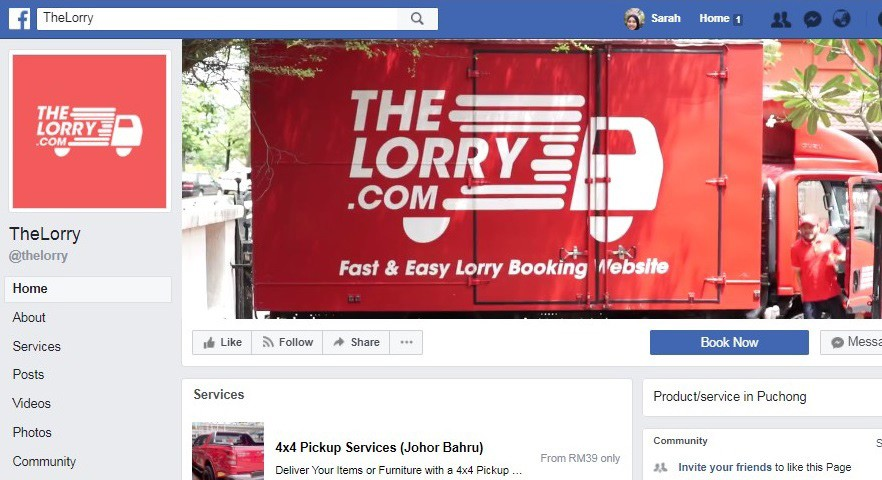 TheLorry
Sarah
Home 1
THE
LORRY
.COM
THE
LORRY
.COM
Fast & Easy Lorry Booking Website
TheLorry
@thelorry
Home
About
Services
Posts
Videos
Photos
Community
Like
Follow
Share
Book Now
Messa
Services
4x4 Pickup Services (Johor Bahru)
Deliver Your Items or Furniture with a 4x4 Pickup ...
From RM39 only
Product/service in Puchong
Community
S
Invite your friends to like this Page